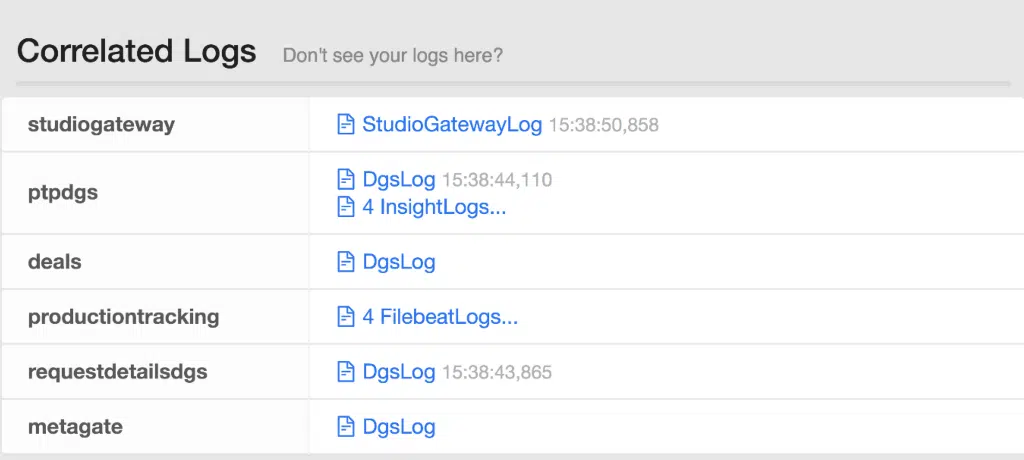 Correlated Logs Don't see your logs here?
studiogateway StudioGatewayLog 15:38:50,858
ptpdgs DgsLog 15:38:44,110
4 InsightLogs...
deals DgsLog
productiontracking 4 FilebeatLogs...
requestdetailsdgs DgsLog 15:38:43,865
metagate DgsLog